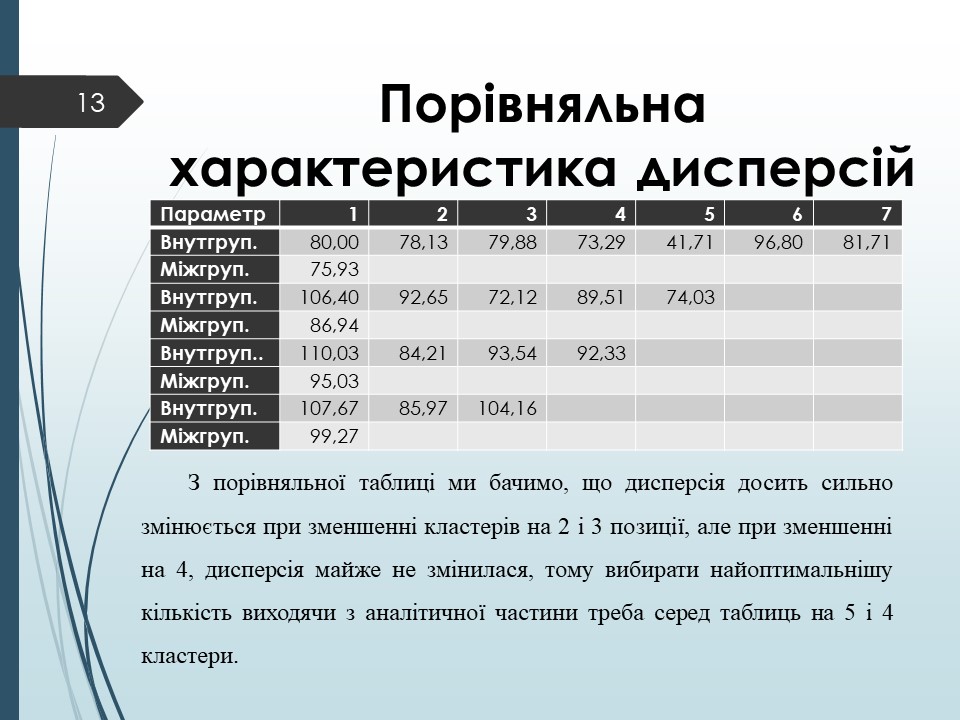 13
Порівняльна
характеристика дисперсій
Параметр 1 2 3 4 5 6 7
Внутгруп. 80,00 78,13 79,88 73,29 41,71 96,80 81,71
Міжгруп. 75,93
Внутгруп. 106,40 92,65 72,12 89,51 74,03
Міжгруп. 86,94
Внутгруп.. 110,03 84,21 93,54 92,33
Міжгруп. 95,03
Внутгруп. 107,67 85,97 104,16
Міжгруп. 99,27
З порівняльної таблиці ми бачимо, що дисперсія досить сильно
змінюється при зменшенні кластерів на 2 і 3 позиції, але при зменшенні
на 4, дисперсія майже не змінилася, тому вибирати найоптимальнішу
кількість виходячи з аналітичної частини треба серед таблиць на 5 і 4
кластери.